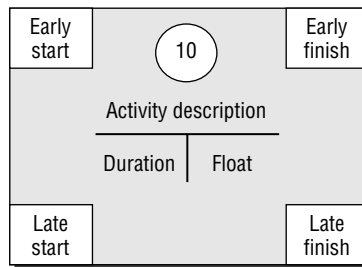 Early
start
10
Early
finish
Activity description
Duration
Float
Late
start
Late
finish